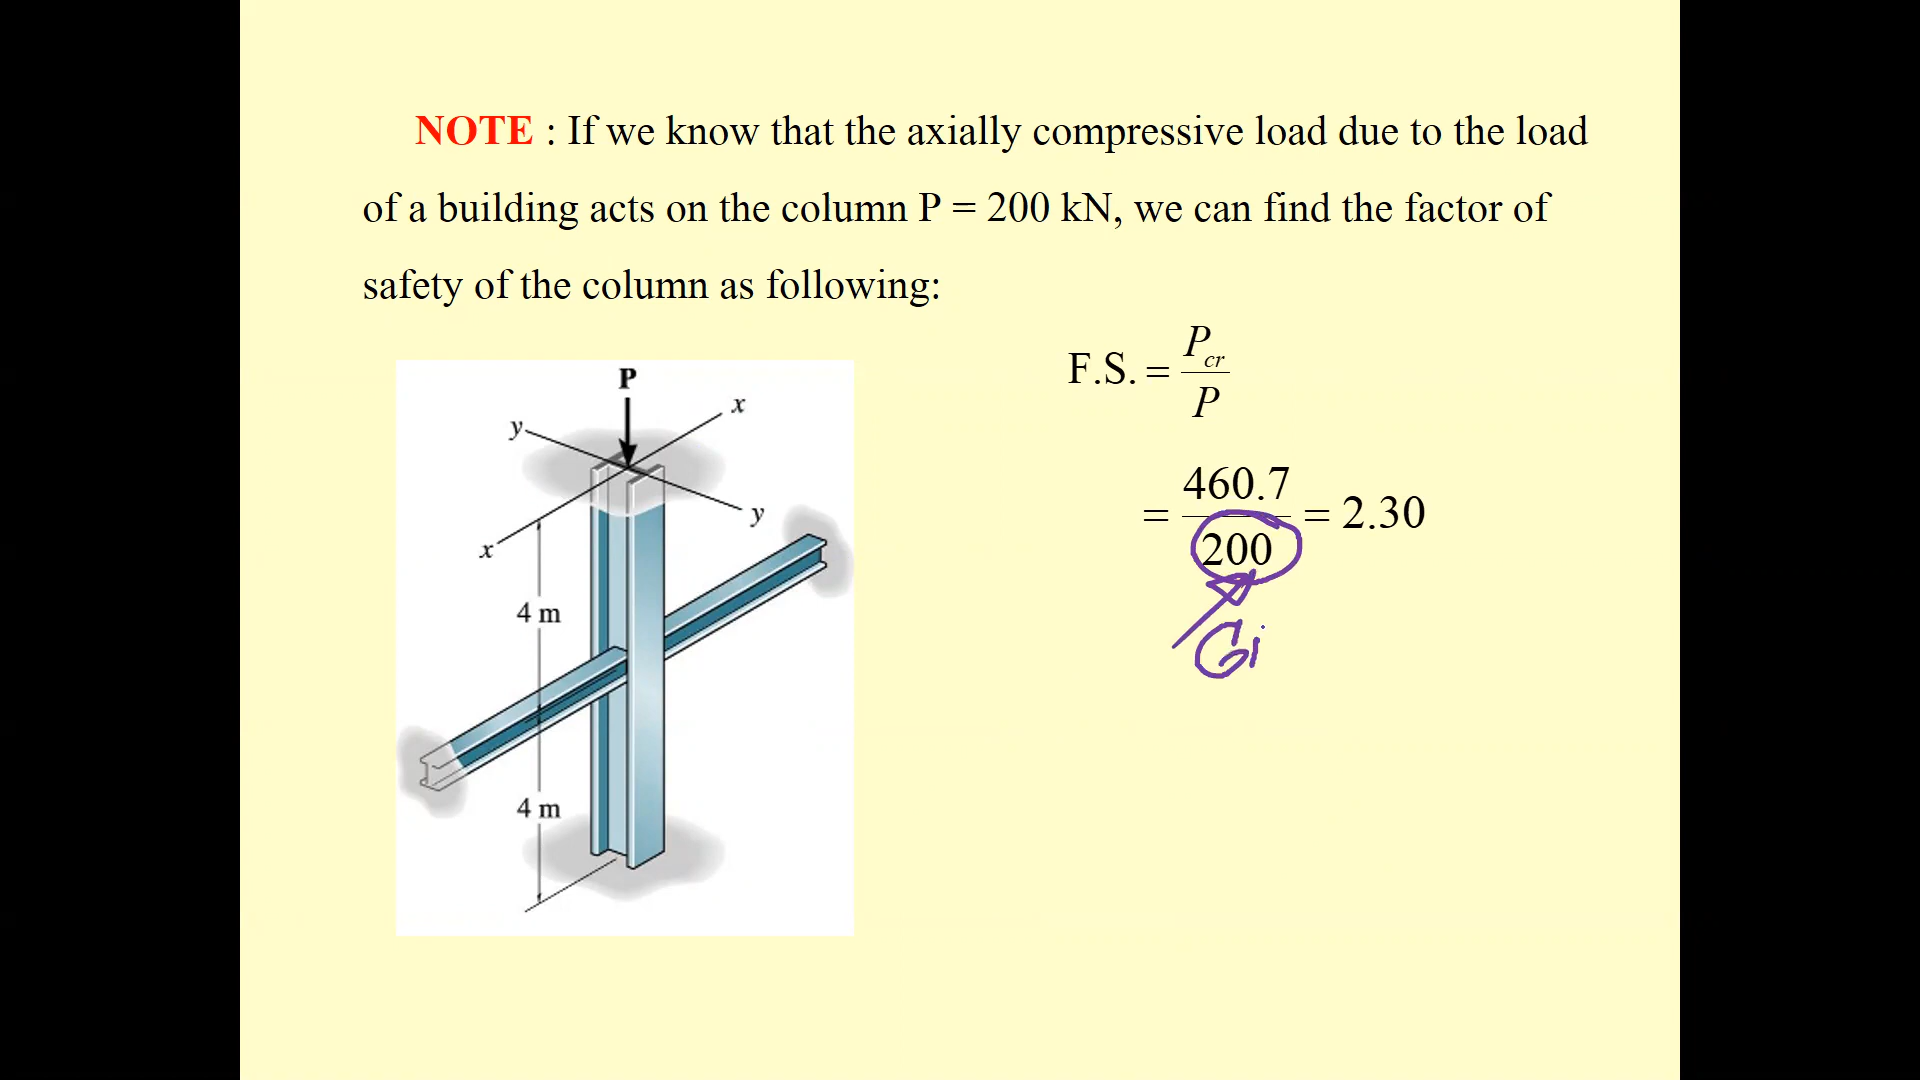 NOTE : If we know that the axially compressive load due to the load
of a building acts on the column P = 200 kN, we can find the factor of
safety of the column as following:
F.S. = P_cr / P
= 460.7 / 200 = 2.30
Gi
P
x
y
y
x
4 m
4 m